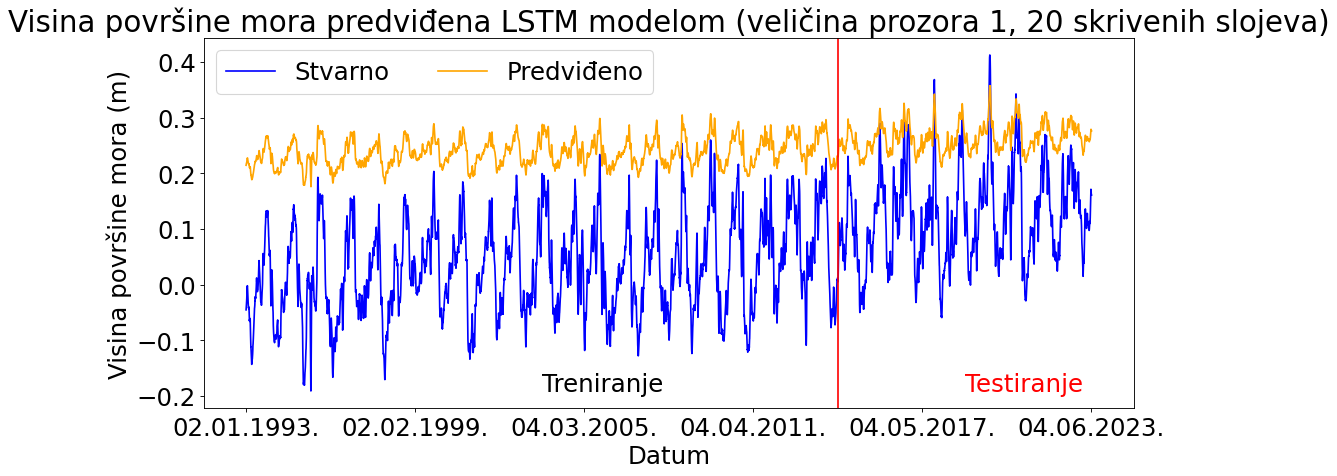 Visina površine mora predviđena LSTM modelom (veličina prozora 1, 20 skrivenih slojeva)
Stvarno Predviđeno
Visina površine mora (m)
0.4
0.3
0.2
0.1
0.0
−0.1
−0.2
Treniranje Testiranje
02.01.1993. 02.02.1999. 04.03.2005. 04.04.2011. 04.05.2017. 04.06.2023.
Datum